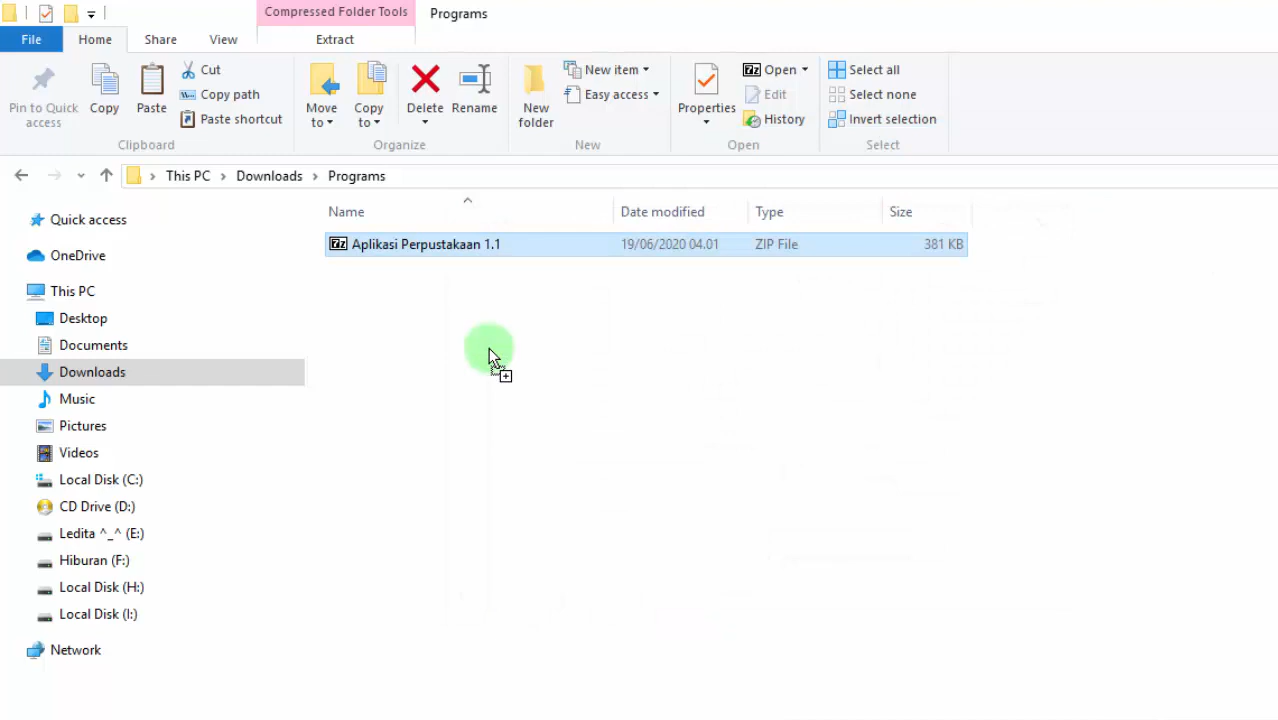 Compressed Folder Tools
Programs
File
Home
Share
View
Extract
Pin to Quick access
Copy
Paste
Cut
Copy path
Paste shortcut
Clipboard
Move to
Copy to
Delete
Rename
Organize
New folder
New item
Easy access
New
Properties
Open
Edit
History
Open
Select all
Select none
Invert selection
Select
This PC > Downloads > Programs
Name
Date modified
Type
Size
Aplikasi Perpustakaan 1.1
19/06/2020 04.01
ZIP File
381 KB
Quick access
OneDrive
This PC
Desktop
Documents
Downloads
Music
Pictures
Videos
Local Disk (C:)
CD Drive (D:)
Ledita ^_^ (E:)
Hiburan (F:)
Local Disk (H:)
Local Disk (I:)
Network